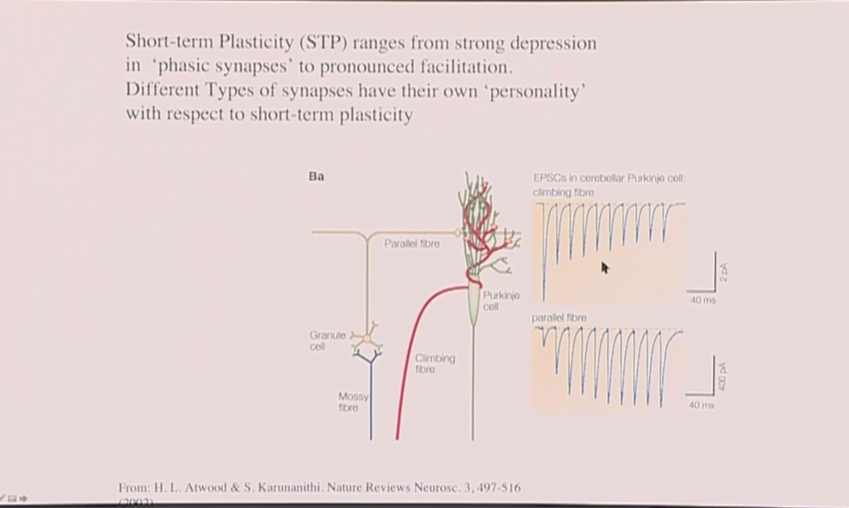 Short-term Plasticity (STP) ranges from strong depression
in 'phasic synapses' to pronounced facilitation.
Different Types of synapses have their own 'personality'
with respect to short-term plasticity
Ba
EPSCs in cerebellar Purkinje cell:
climbing fibre
Parallel fibre
2 pA
40 ms
Purkinje
cell
parallel fibre
Granule
cell
Climbing
fibre
400 pA
40 ms
Mossy
fibre
From: H. L. Atwood & S. Karunanithi. Nature Reviews Neurosc. 3, 497-516
(2002)